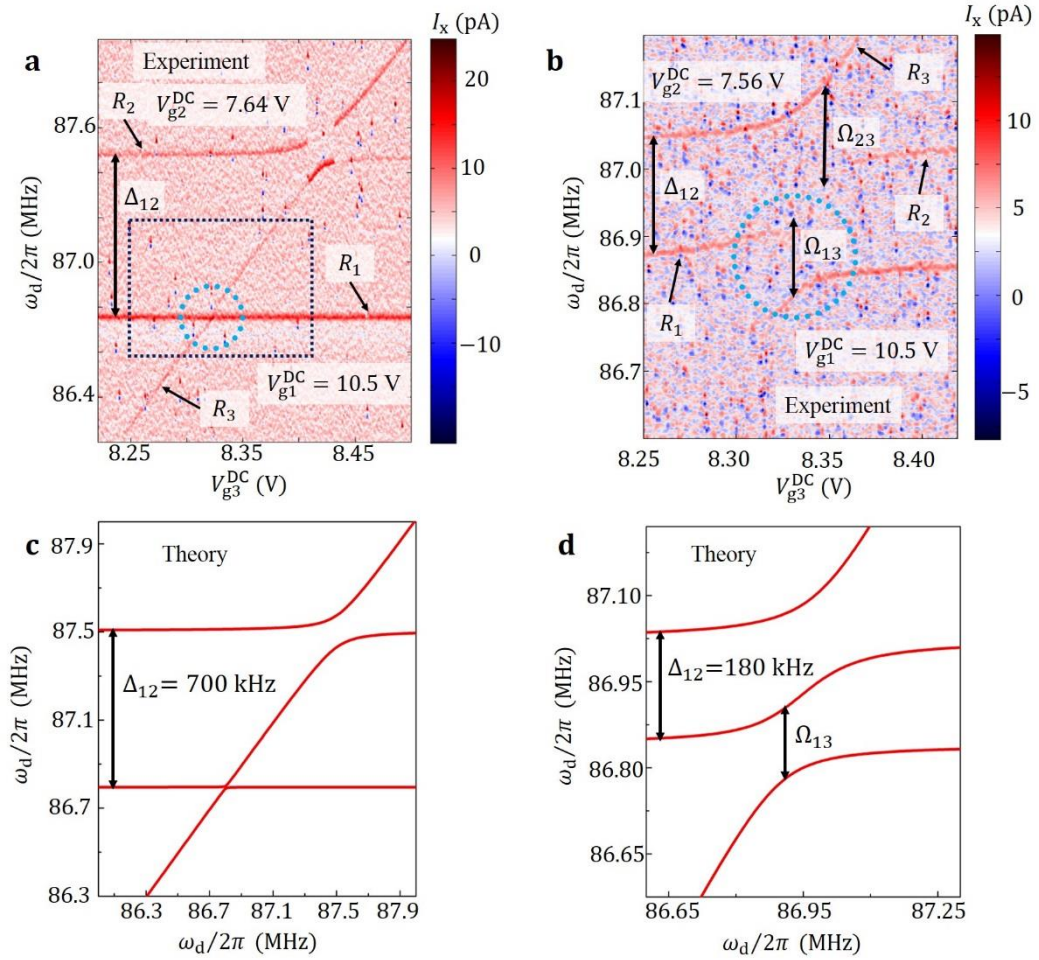 a
Experiment
V_g2^DC = 7.64 V
R_2
Δ_12
R_1
V_g1^DC = 10.5 V
R_3
ω_d/2π (MHz)
87.6
87.0
86.4
8.25
8.35
8.45
V_g3^DC (V)
I_x (pA)
20
10
0
−10
b
V_g2^DC = 7.56 V
R_3
Ω_23
Δ_12
R_2
Ω_13
R_1
V_g1^DC = 10.5 V
Experiment
ω_d/2π (MHz)
87.1
87.0
86.9
86.8
86.7
8.25
8.30
8.35
8.40
V_g3^DC (V)
I_x (pA)
10
5
0
−5
c
Theory
Δ_12 = 700 kHz
ω_d/2π (MHz)
87.9
87.5
87.1
86.7
86.3
86.3
86.7
87.1
87.5
87.9
ω_d/2π (MHz)
d
Theory
Δ_12=180 kHz
Ω_13
ω_d/2π (MHz)
87.10
86.95
86.80
86.65
86.65
86.95
87.25
ω_d/2π (MHz)